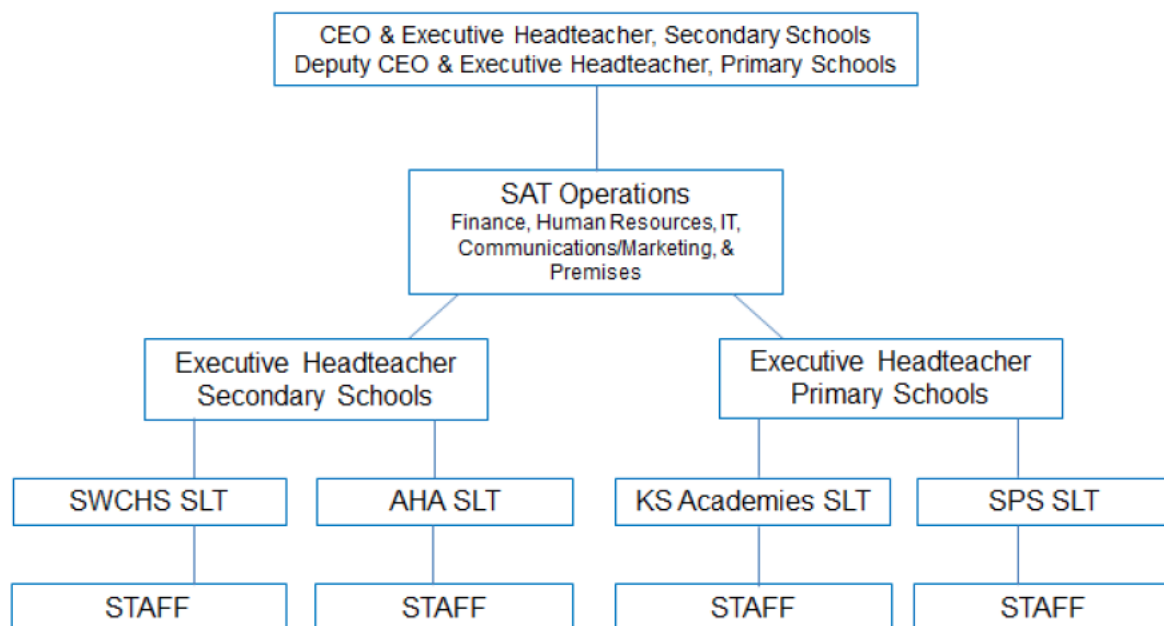 CEO & Executive Headteacher, Secondary Schools
Deputy CEO & Executive Headteacher, Primary Schools
SAT Operations
Finance, Human Resources, IT,
Communications/Marketing, &
Premises
Executive Headteacher
Secondary Schools
Executive Headteacher
Primary Schools
SWCHS SLT
AHA SLT
KS Academies SLT
SPS SLT
STAFF
STAFF
STAFF
STAFF